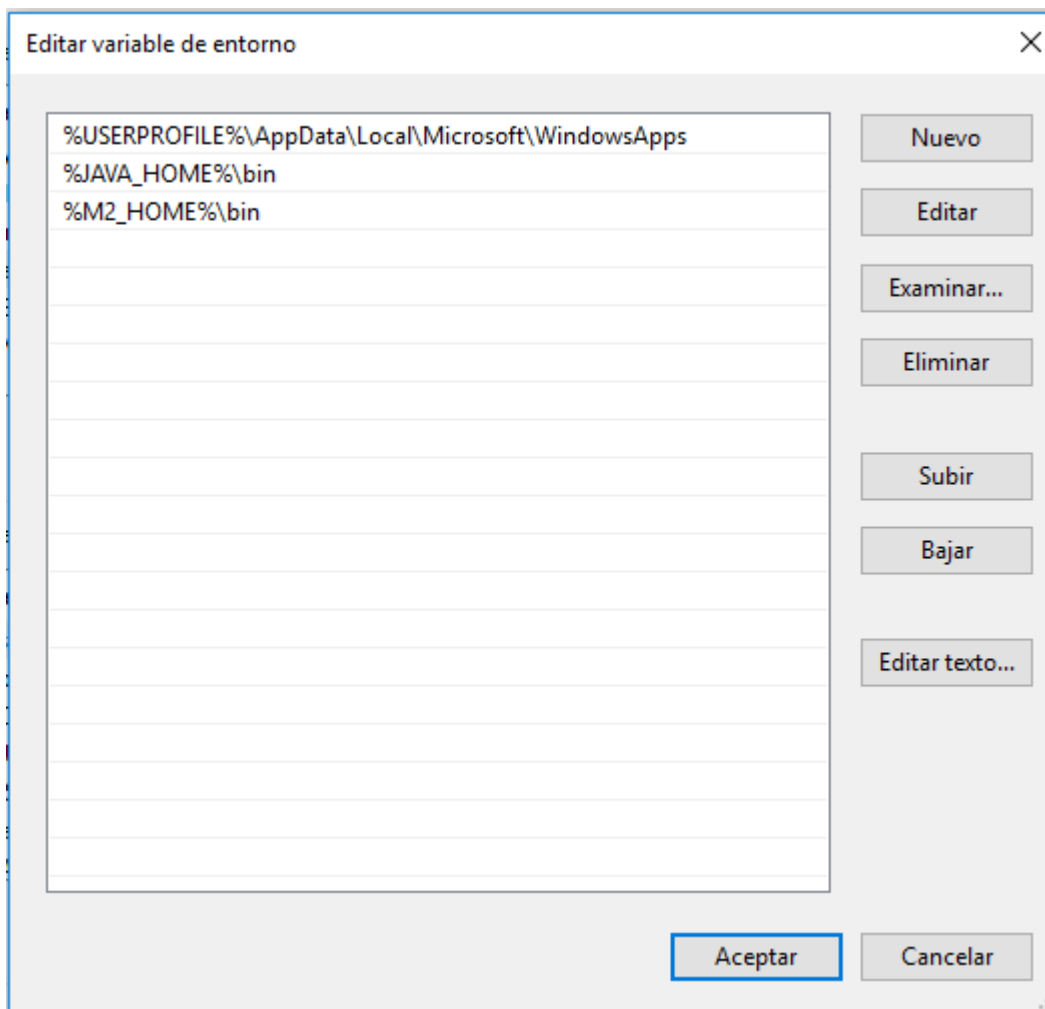 Editar variable de entorno
%USERPROFILE%\AppData\Local\Microsoft\WindowsApps
%JAVA_HOME%\bin
%M2_HOME%\bin
Nuevo
Editar
Examinar...
Eliminar
Subir
Bajar
Editar texto...
Aceptar
Cancelar